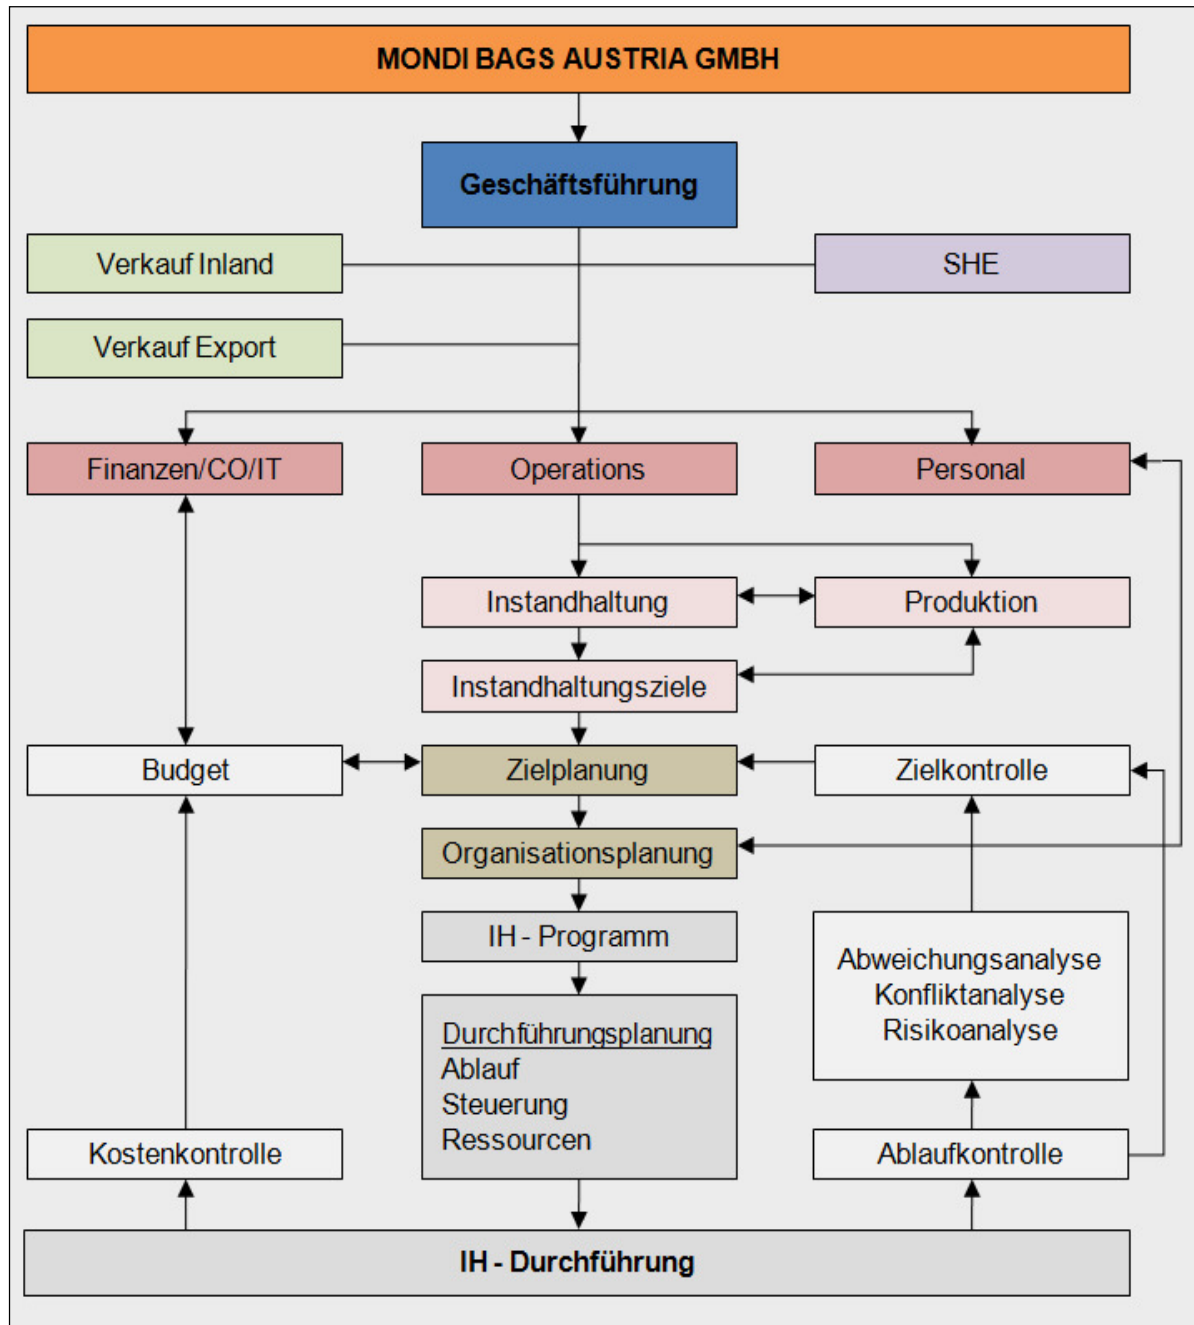 MONDI BAGS AUSTRIA GMBH
Geschäftsführung
Verkauf Inland
SHE
Verkauf Export
Finanzen/CO/IT
Operations
Personal
Instandhaltung
Produktion
Instandhaltungsziele
Budget
Zielplanung
Zielkontrolle
Organisationsplanung
IH - Programm
Abweichungsanalyse
Konfliktanalyse
Risikoanalyse
Durchführungsplanung
Ablauf
Steuerung
Ressourcen
Kostenkontrolle
Ablaufkontrolle
IH - Durchführung